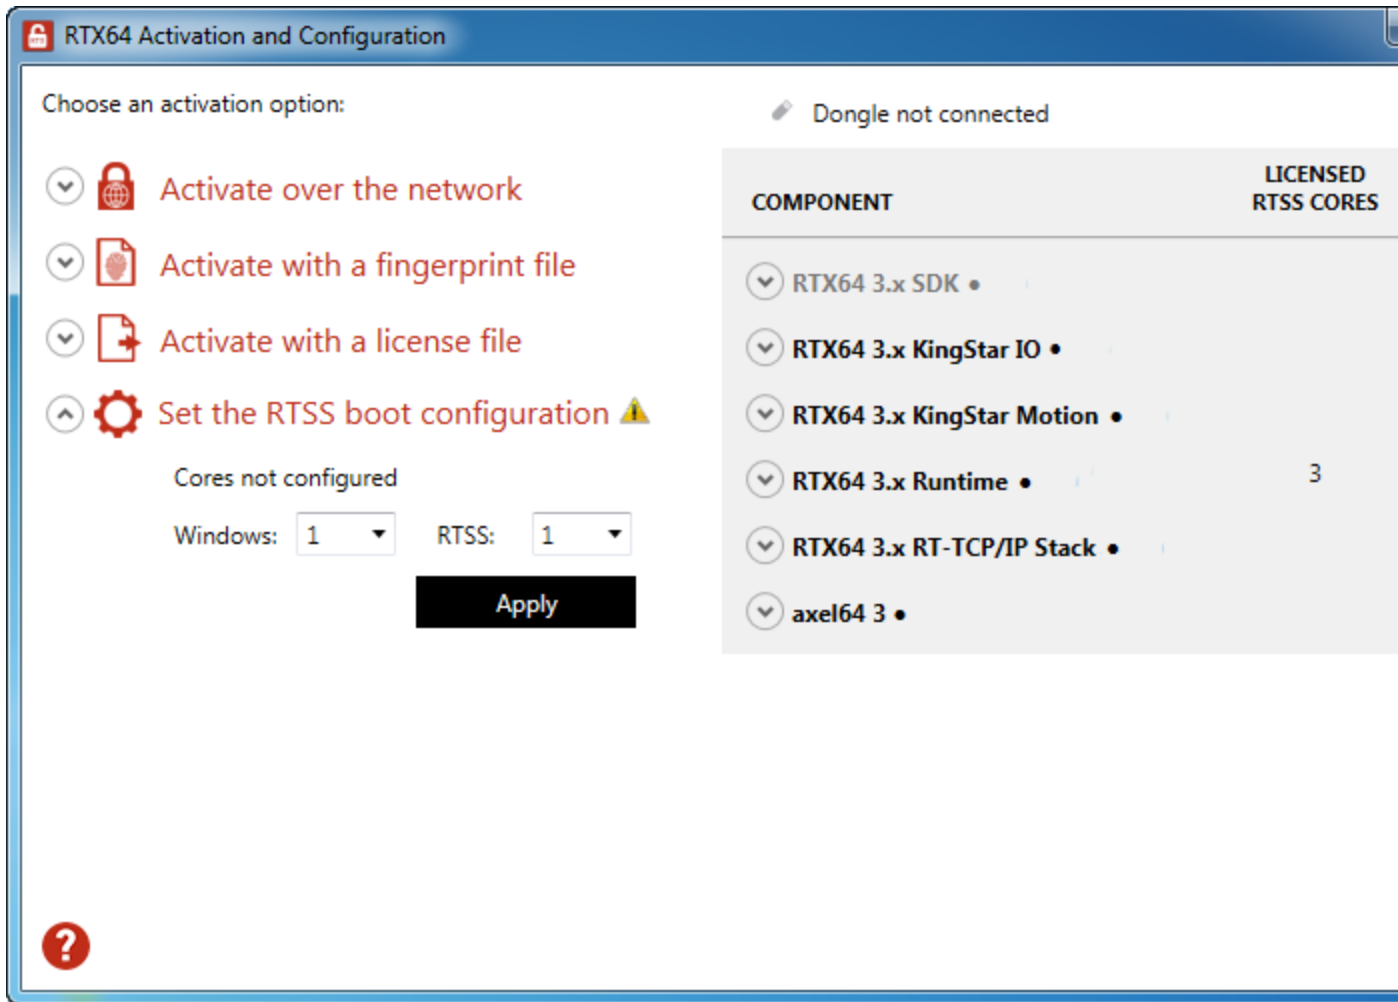 RTX64 Activation and Configuration
Choose an activation option:
Activate over the network
Activate with a fingerprint file
Activate with a license file
Set the RTSS boot configuration
Cores not configured
Windows: 1 RTSS: 1
Apply
Dongle not connected
COMPONENT LICENSED RTSS CORES
RTX64 3.x SDK •
RTX64 3.x KingStar IO •
RTX64 3.x KingStar Motion •
RTX64 3.x Runtime • 3
RTX64 3.x RT-TCP/IP Stack •
axel64 3 •
?